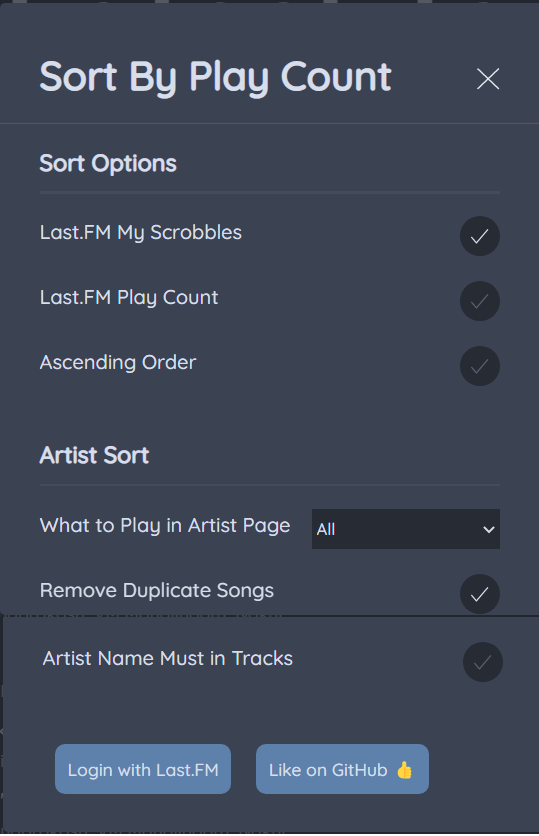 Sort By Play Count
Sort Options
Last.FM My Scrobbles
Last.FM Play Count
Ascending Order
Artist Sort
What to Play in Artist Page All
Remove Duplicate Songs
Artist Name Must in Tracks
Login with Last.FM Like on GitHub 👍